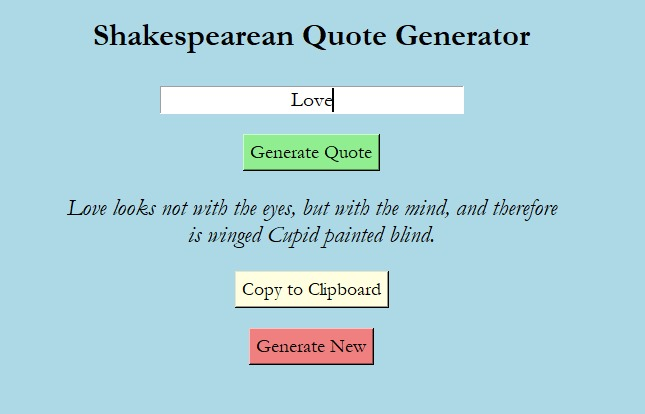 Shakespearean Quote Generator
Love
Generate Quote
Love looks not with the eyes, but with the mind, and therefore
is winged Cupid painted blind.
Copy to Clipboard
Generate New